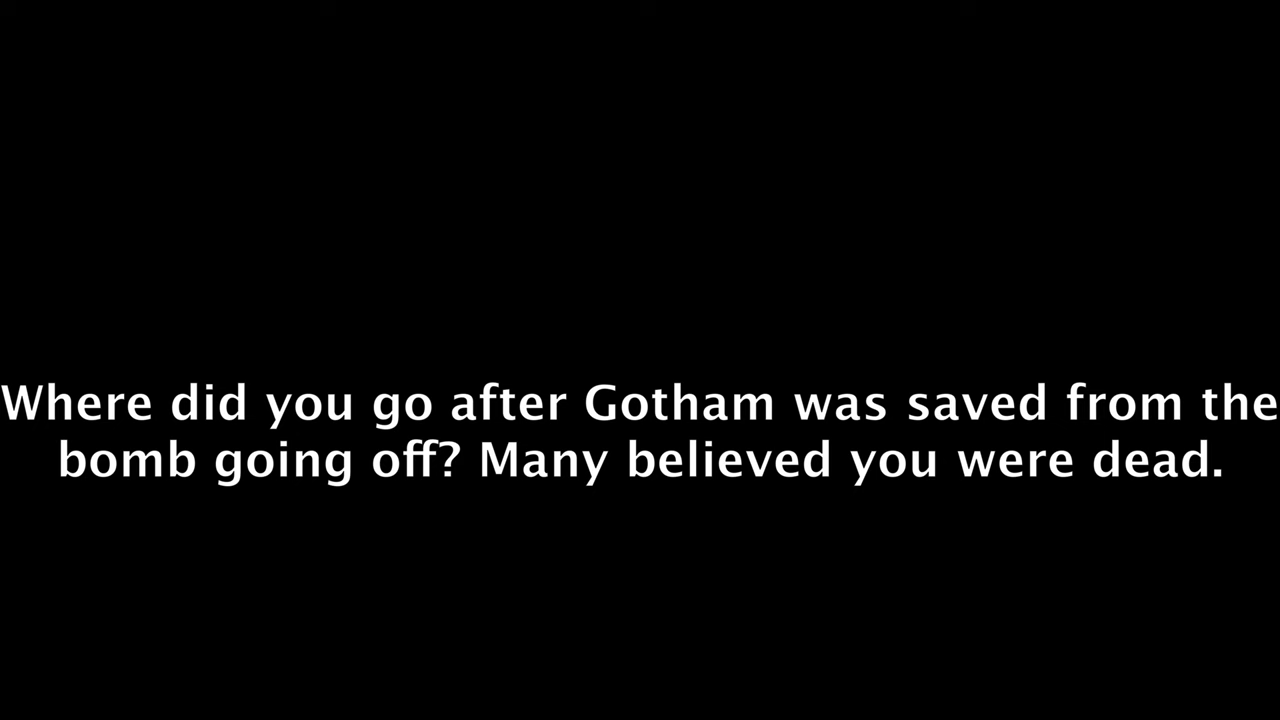 Where did you go after Gotham was saved from the
bomb going off? Many believed you were dead.